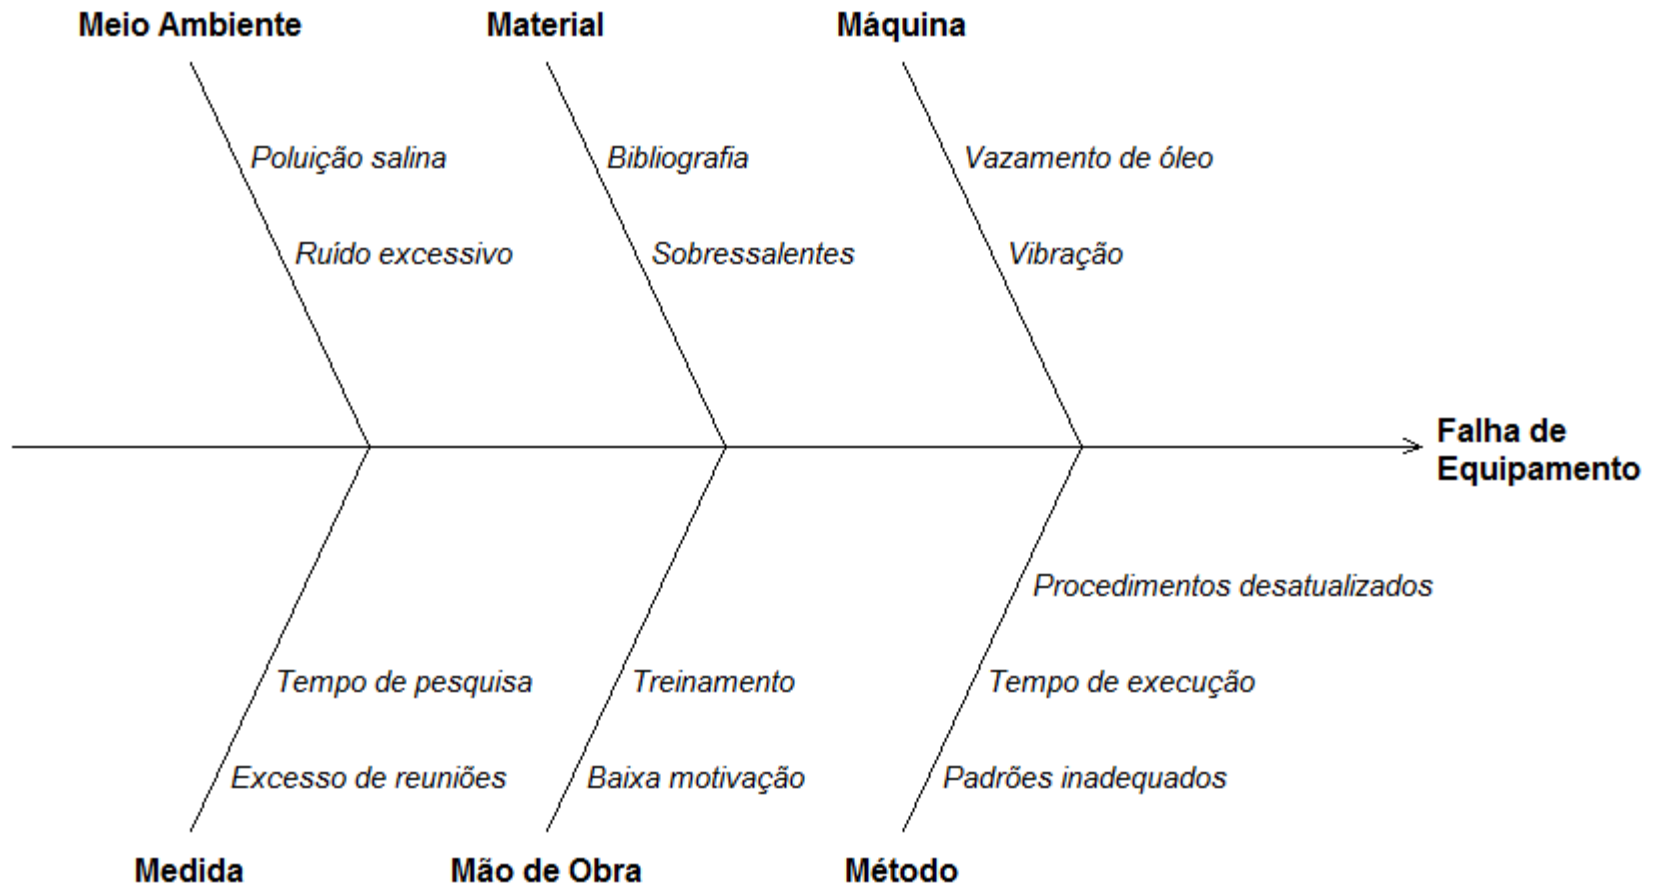 Meio Ambiente
Material
Máquina
Poluição salina
Bibliografia
Vazamento de óleo
Ruído excessivo
Sobressalentes
Vibração
Falha de
Equipamento
Procedimentos desatualizados
Tempo de pesquisa
Treinamento
Tempo de execução
Excesso de reuniões
Baixa motivação
Padrões inadequados
Medida
Mão de Obra
Método